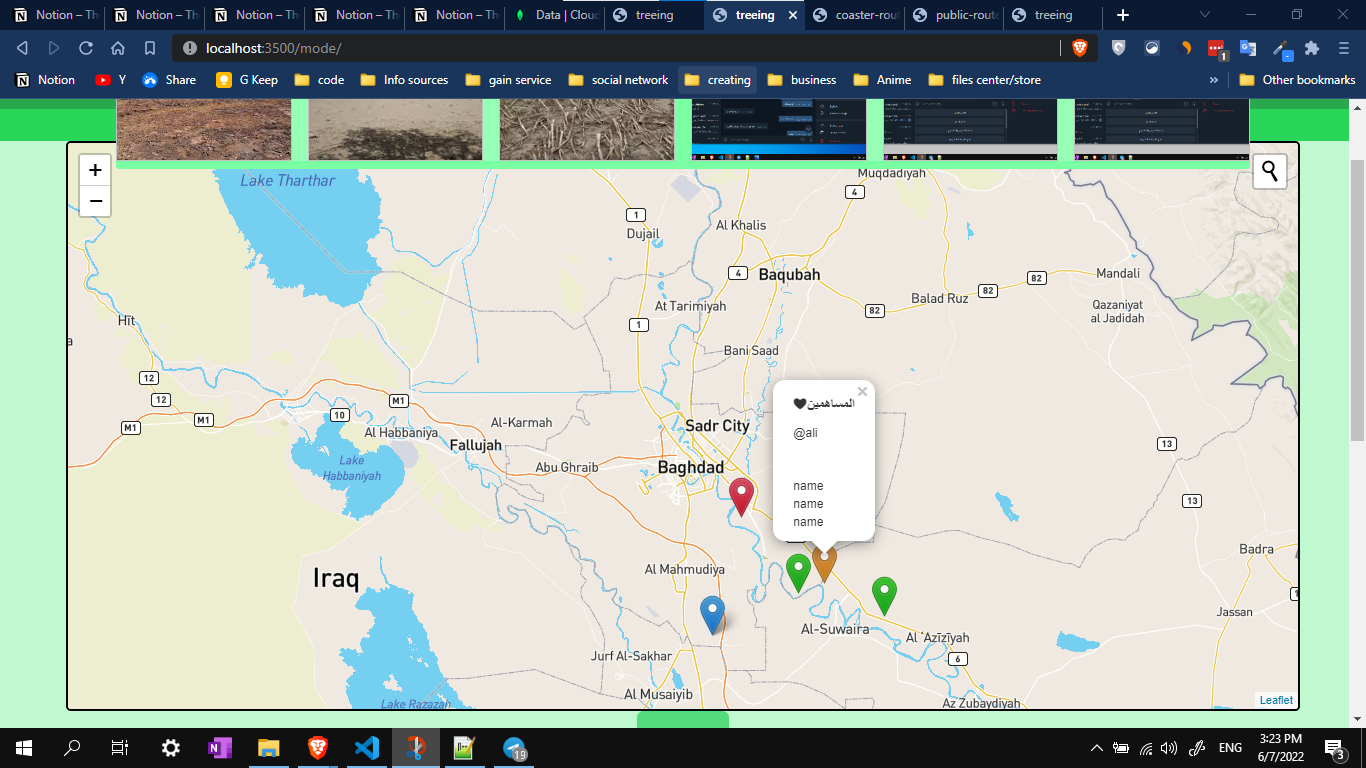 Notion – Th
Notion – Th
Notion – Th
Notion – Th
Notion – Th
Data | Cloud
treeing
treeing
coaster-rou
public-rout
treeing
localhost:3500/mode/
1
Notion
Y
Share
G Keep
code
Info sources
gain service
social network
creating
business
Anime
files center/store
»
Other bookmarks
+
−
Lake Tharthar
Muqdadiyah
4
1
Dujail
Al Khalis
4
Baqubah
Mandali
82
82
Balad Ruz
Qazaniyat
al Jadidah
At Tarimiyah
82
Hīt
1
Bani Saad
12
12
M1
10
M1
M1
المساهمين🖤
@ali
name
name
name
Al-Karmah
Sadr City
Al Habbaniya
Fallujah
13
Lake
Habbaniyah
Abu Ghraib
Baghdad
13
Badra
Iraq
Al Mahmudiya
Jassan
Al-Suwaira
Al ʿAzīzīyah
Jurf Al-Sakhar
6
Al Musaiyib
Lake Razazah
Az Zubaydiyah
Leaflet
19
ENG
3:23 PM
6/7/2022
3